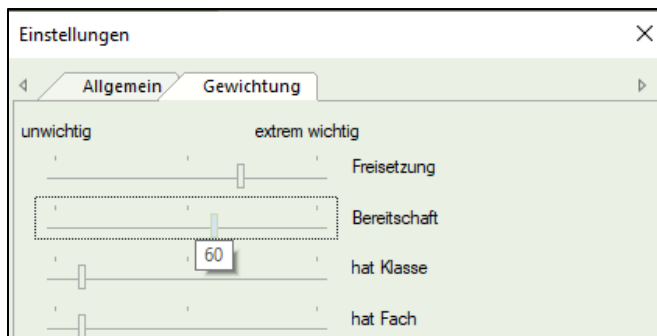 Einstellungen
Allgemein Gewichtung
unwichtig extrem wichtig
Freisetzung
Bereitschaft
60
hat Klasse
hat Fach